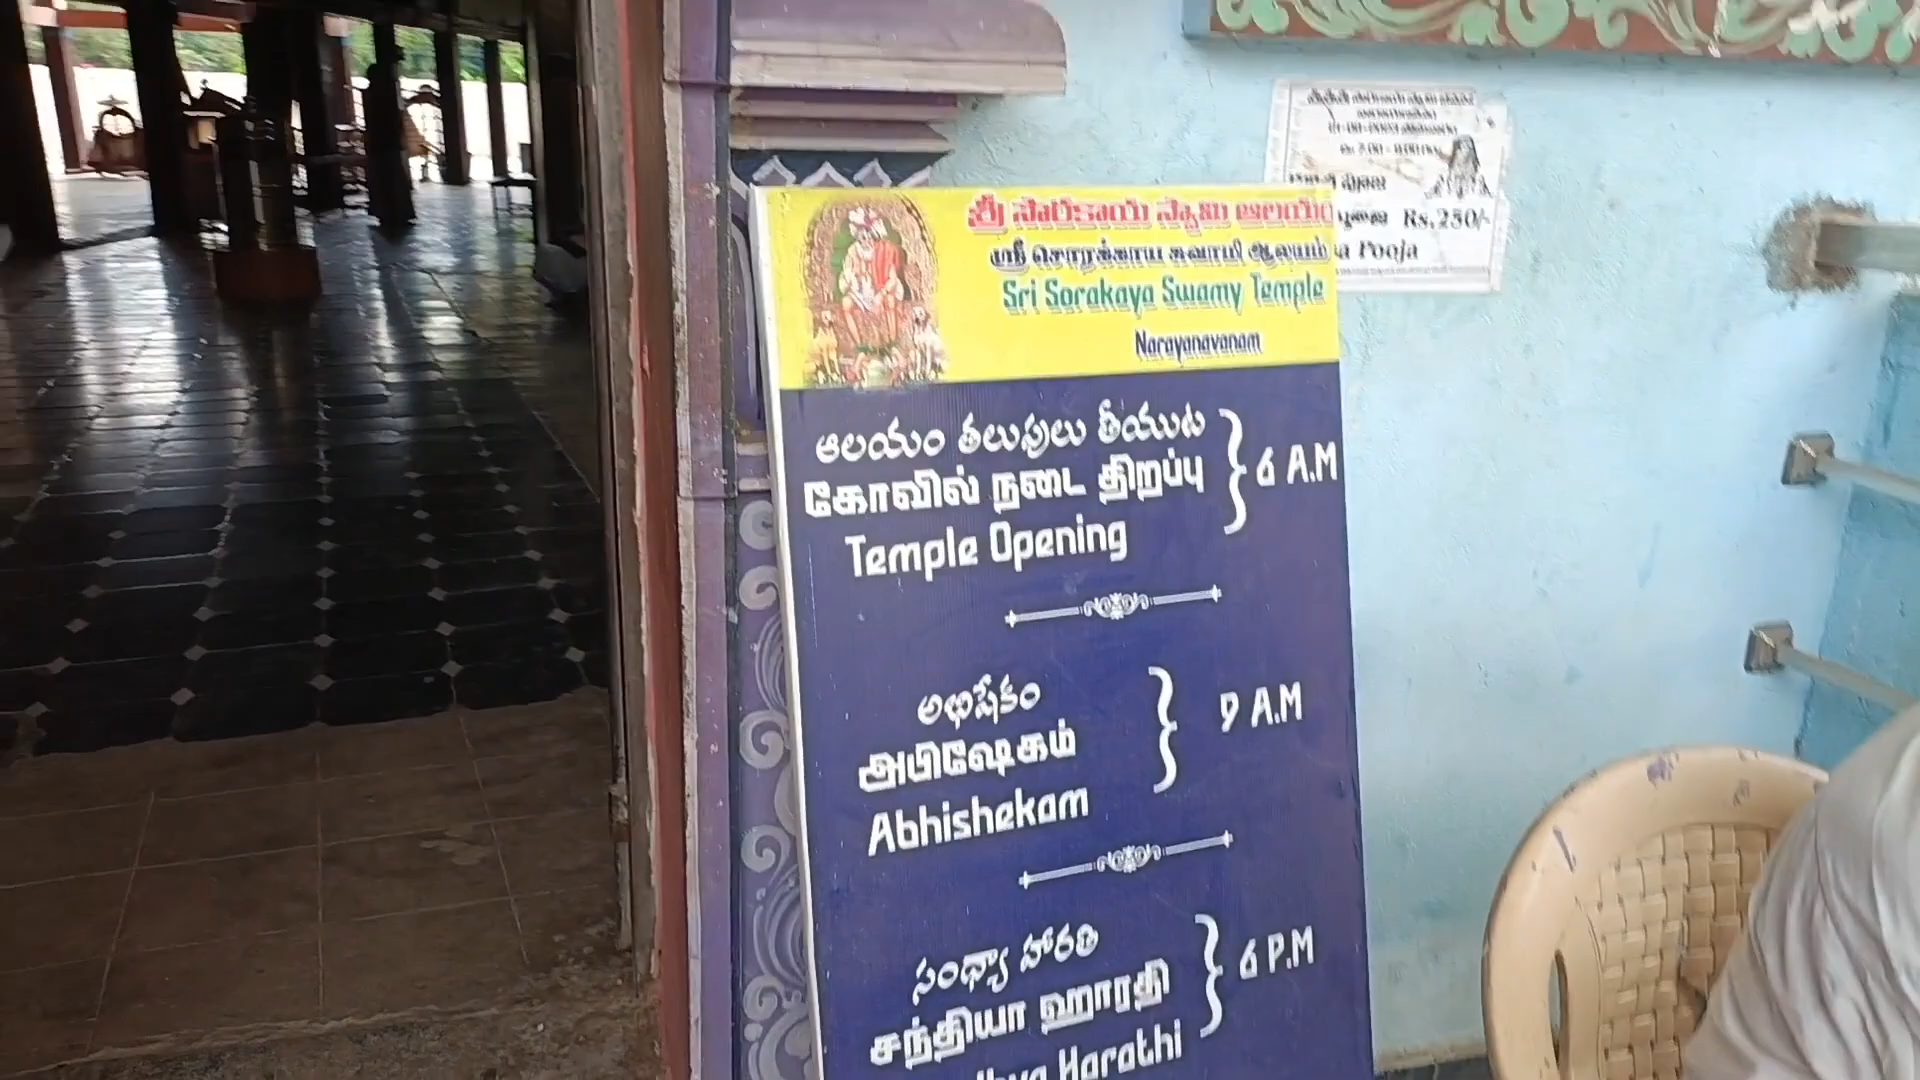 శ్రీ సొరకాయ స్వామి ఆలయం
ஸ்ரீ சொரக்காய சுவாமி ஆலயம்
Sri Sorakaya Swamy Temple
Narayanavanam
ఆలయం తలుపులు తీయుట
கோவில் நடை திறப்பு
Temple Opening
6 A.M
అభిషేకం
அபிஷேகம்
Abhishekam
9 A.M
సంధ్యా హారతి
சந்தியா ஹாரதி
Harathi
6 P.M
Rs.250/-
Pooja